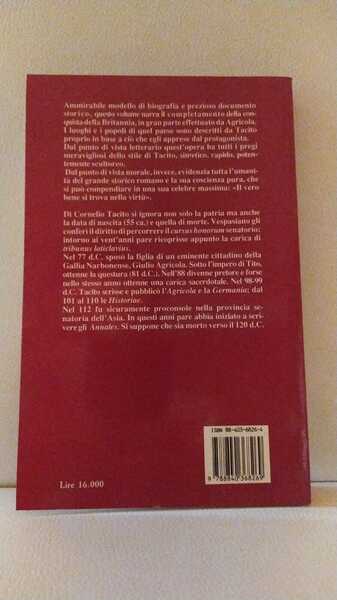 Ammirabile modello di biografia e prezioso documento
storico, questo volume narra il completamento della con-
quista della Britannia, in gran parte effettuato da Agricola.
I luoghi e i popoli di quel paese sono descritti da Tacito
proprio in base a ciò che egli apprese dal protagonista.
Dal punto di vista letterario quest'opera ha tutti i pregi
meravigliosi dello stile di Tacito, sintetico, rapido, poten-
temente scultoreo.
Dal punto di vista morale, invece, evidenzia tutta l'umani-
tà del grande storico romano e la sua coscienza pura, che
si può compendiare in una sua celebre massima: «Il vero
bene si trova nella virtù».
Di Cornelio Tacito si ignora non solo la patria ma anche
la data di nascita (55 ca.) e quella di morte. Vespasiano gli
conferì il diritto di percorrere il cursus honorum senatorio;
intorno ai vent'anni pare ricoprisse appunto la carica di
tribunus laticlavius.
Nel 77 d.C. sposò la figlia di un eminente cittadino della
Gallia Narbonense, Giulio Agricola. Sotto l'impero di Tito,
ottenne la questura (81 d.C.). Nell'88 divenne pretore e forse
nello stesso anno ottenne una carica sacerdotale. Nel 98-99
d.C. Tacito scrisse e pubblicò l'Agricola e la Germania; dal
101 al 110 le Historiae.
Nel 112 fu sicuramente proconsole nella provincia se-
natoria dell'Asia. In questi anni pare abbia iniziato a scri-
vere gli Annales. Si suppone che sia morto verso il 120 d.C.
ISBN 88-403-6826-4
9 788840 368269
Lire 16.000